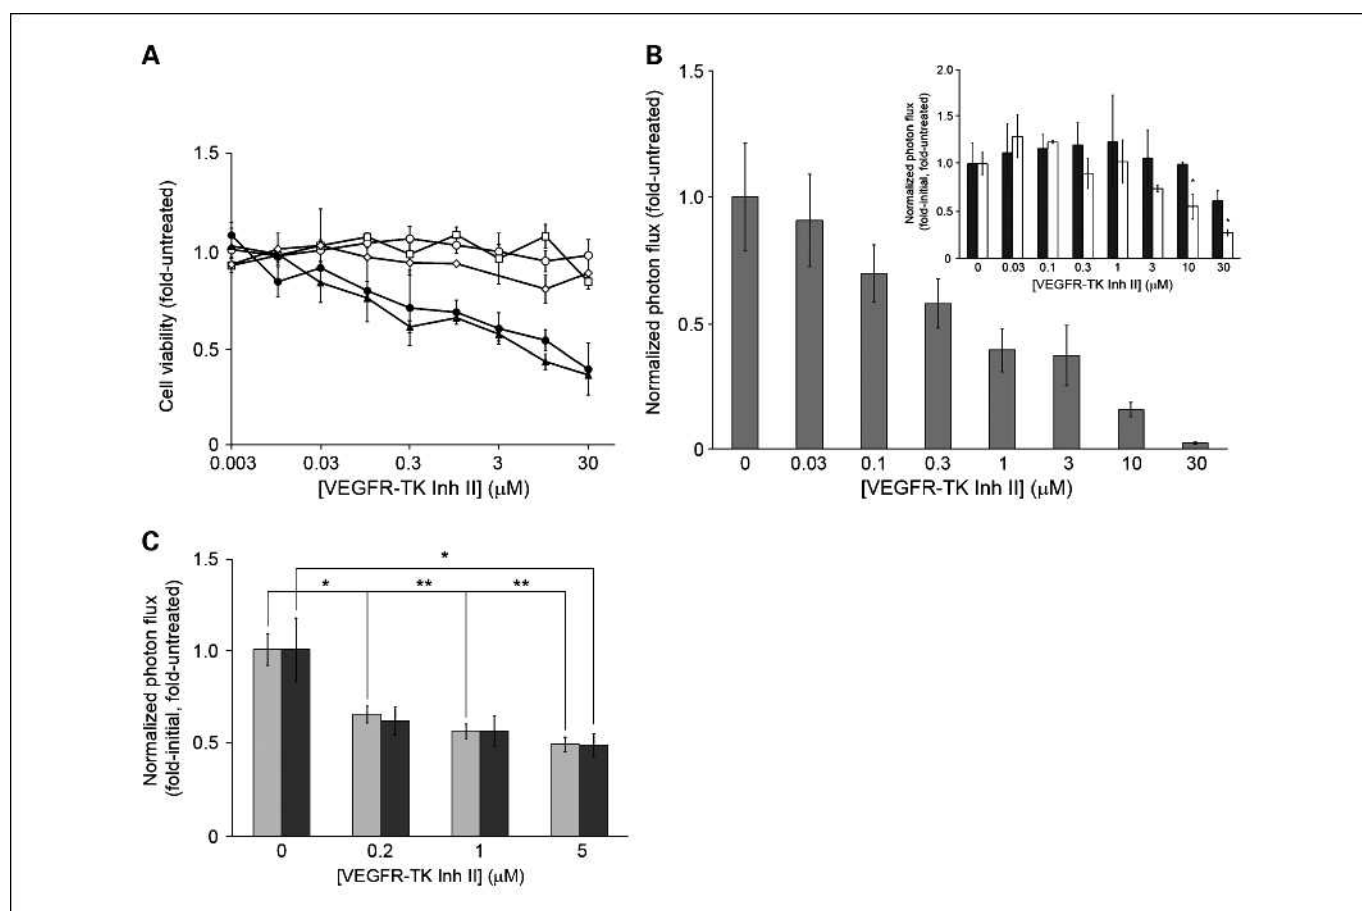 A
1.5
1.0
0.5
0
Cell viability (fold-untreated)
0.003 0.03 0.3 3 30
[VEGFR-TK Inh II] (μM)
B
1.5
1.0
0.5
0
Normalized photon flux (fold-untreated)
0 0.03 0.1 0.3 1 3 10 30
[VEGFR-TK Inh II] (μM)
2.0
1.5
1.0
0.5
0
Normalized photon flux
(fold-initial, fold-untreated)
*
*
0 0.03 0.1 0.3 1 3 10 30
[VEGFR-TK Inh II] (μM)
C
1.5
1.0
0.5
0
Normalized photon flux
(fold-initial, fold-untreated)
*
* ** **
0 0.2 1 5
[VEGFR-TK Inh II] (μM)